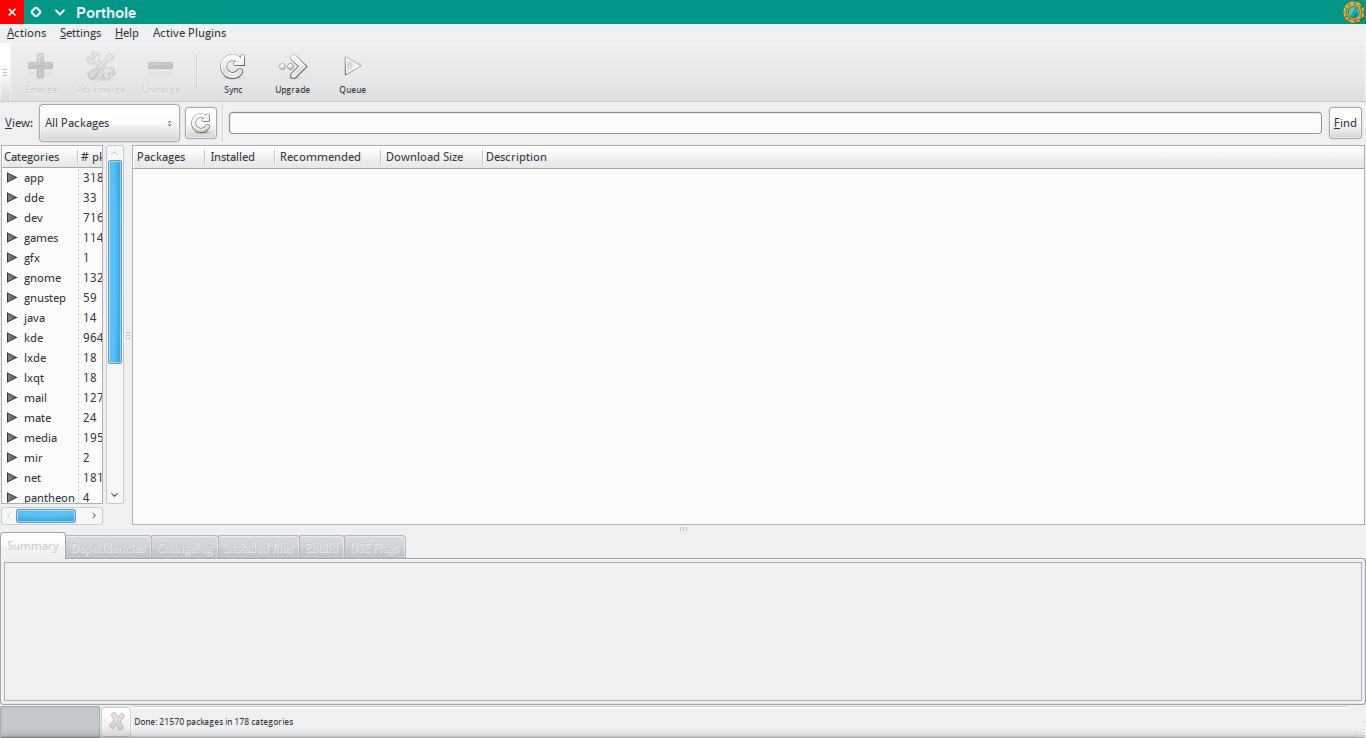 Porthole
Actions Settings Help Active Plugins
Emerge Adv.Emerge Unmerge Sync Upgrade Queue
View: All Packages Find
Categories # pk Packages Installed Recommended Download Size Description
app 318
dde 33
dev 716
games 114
gfx 1
gnome 132
gnustep 59
java 14
kde 964
lxde 18
lxqt 18
mail 127
mate 24
media 195
mir 2
net 181
pantheon 4
Summary Dependencies Changelog Installed files Ebuild USE Flags
Done: 21570 packages in 178 categories